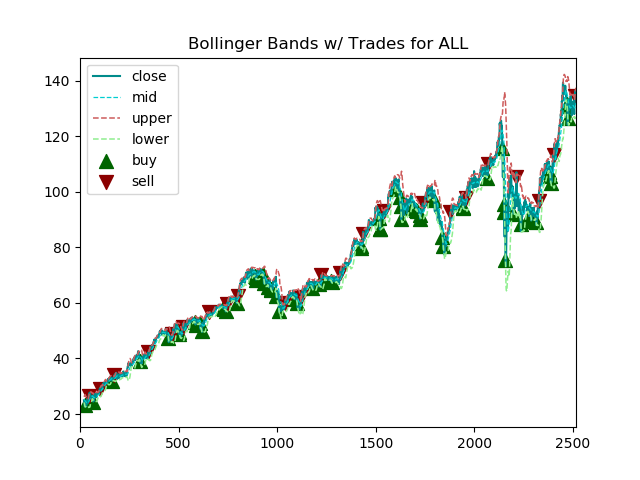 Bollinger Bands w/ Trades for ALL
close
mid
upper
lower
buy
sell
140
120
100
80
60
40
20
0 500 1000 1500 2000 2500